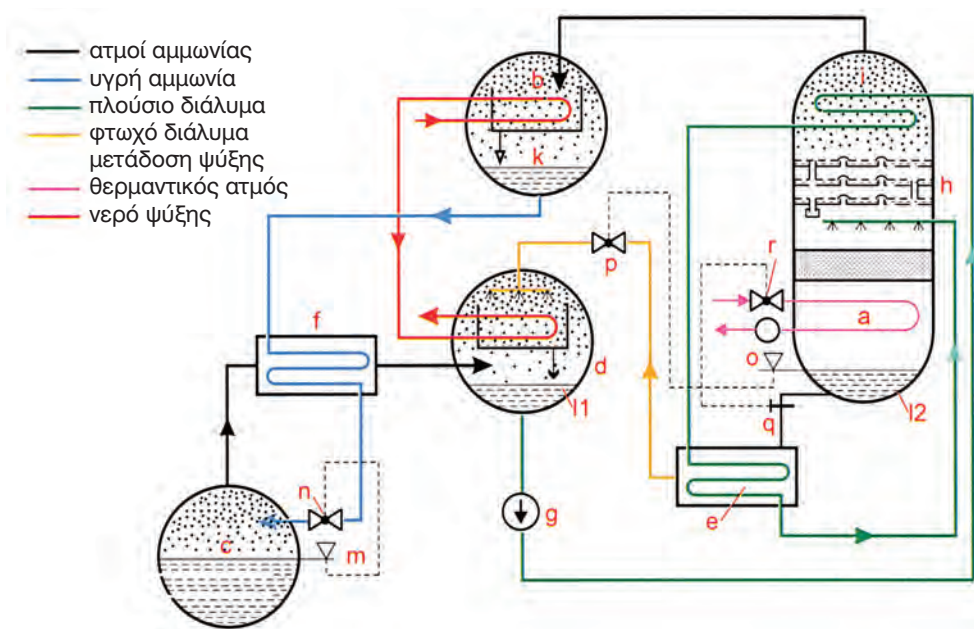 ατμοί αμμωνίας
υγρή αμμωνία
πλούσιο διάλυμα
φτωχό διάλυμα
μετάδοση ψύξης
θερμαντικός ατμός
νερό ψύξης
b
i
k
h
p
r
f
a
d
o
l1
l2
q
n
g
e
c
m